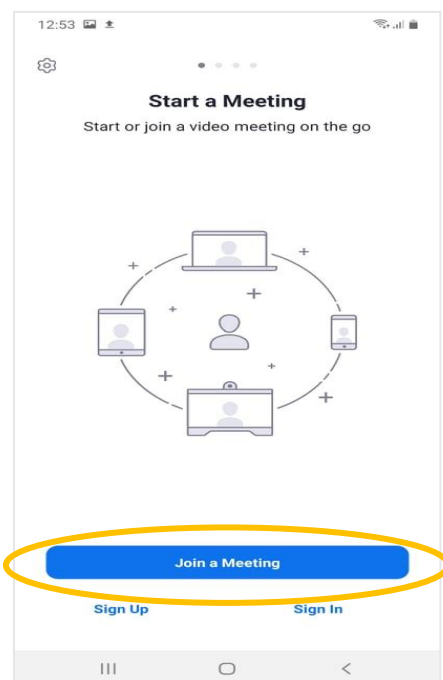 12:53
Start a Meeting
Start or join a video meeting on the go
Join a Meeting
Sign Up Sign In